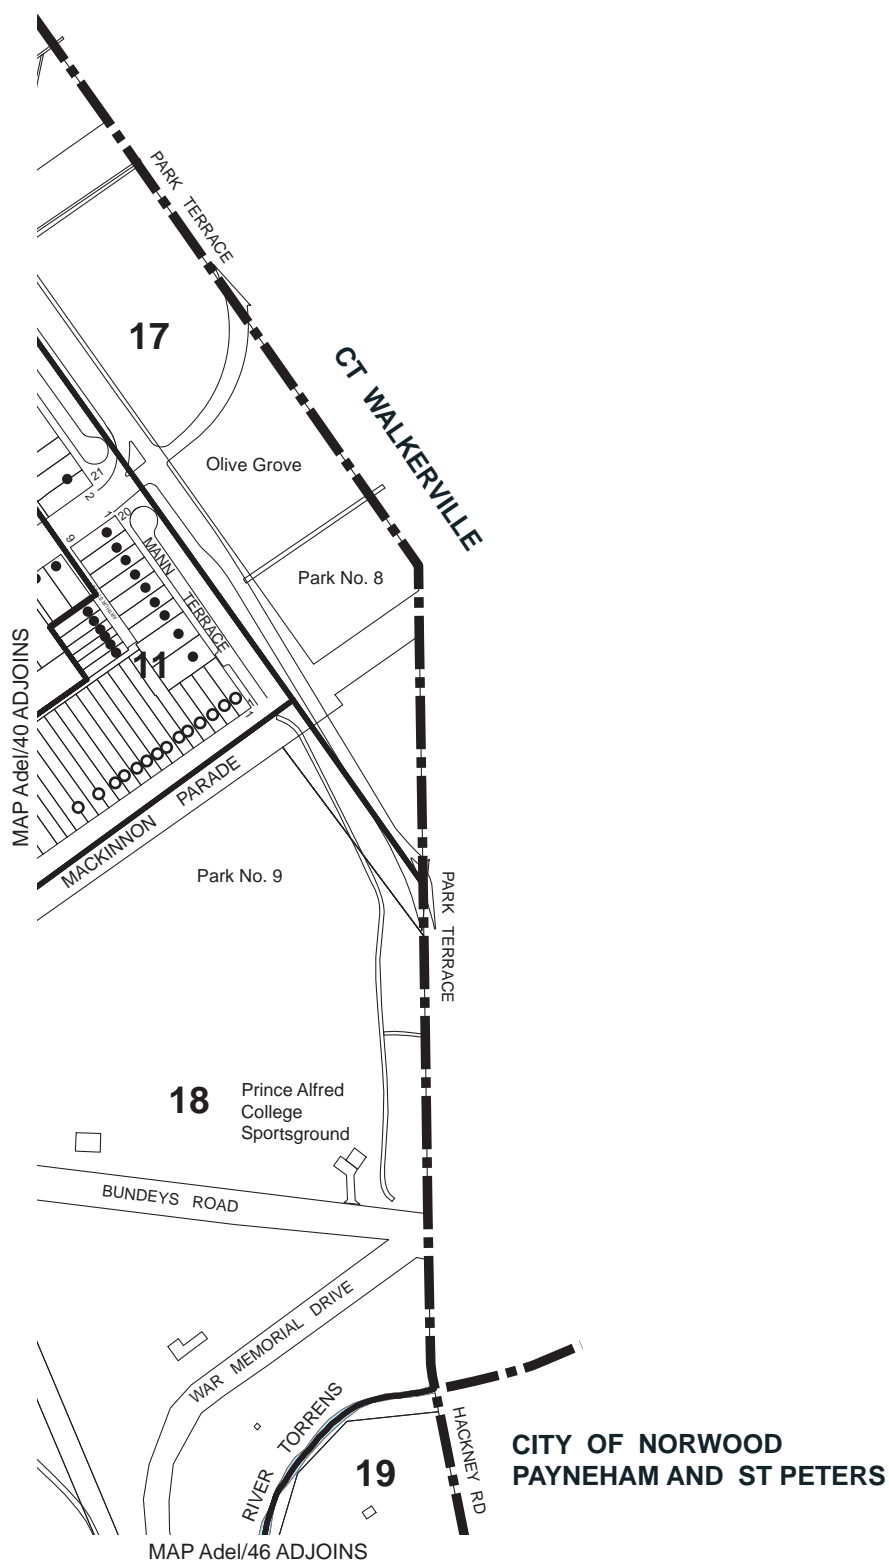 PARK TERRACE
17
CT WALKERVILLE
Olive Grove
21
2
1
20
9
MANN TERRACE
Park No. 8
11
MAP Adel/40 ADJOINS
1
MACKINNON PARADE
Park No. 9
PARK TERRACE
18
Prince Alfred
College
Sportsground
BUNDEYS ROAD
WAR MEMORIAL DRIVE
RIVER TORRENS
HACKNEY RD
19
CITY OF NORWOOD
PAYNEHAM AND ST PETERS
MAP Adel/46 ADJOINS